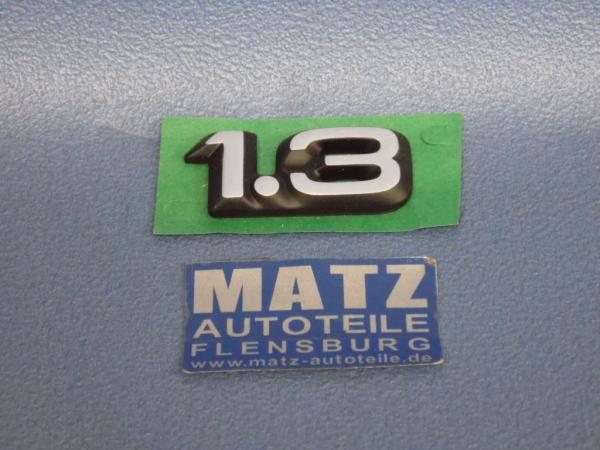 1.3
MATZ
AUTOTEILE
FLENSBURG
www.matz-autoteile.de